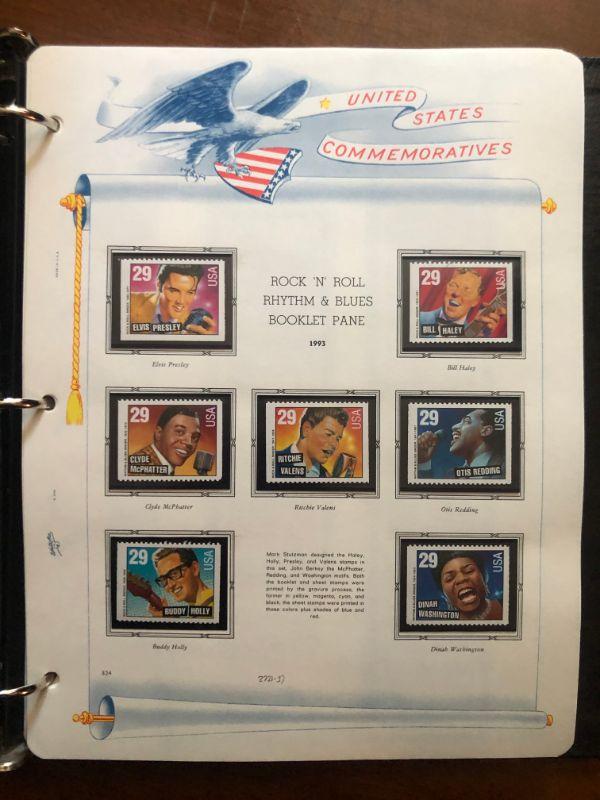 UNITED
STATES
COMMEMORATIVES
29
USA
ELVIS PRESLEY
Elvis Presley
ROCK 'N' ROLL
RHYTHM & BLUES
BOOKLET PANE
1993
29
USA
BILL HALEY
Bill Haley
29
USA
CLYDE
McPHATTER
Clyde McPhatter
29
USA
RITCHIE
VALENS
Ritchie Valens
29
USA
OTIS REDDING
Otis Redding
29
USA
BUDDY HOLLY
Buddy Holly
Mark Stutzman designed the Haley,
Holly, Presley, and Valens stamps in
this set, John Berkey the McPhatter,
Redding, and Washington motifs. Both
the booklet and sheet stamps were
printed by the gravure process, the
former in yellow, magenta, cyan, and
black, the sheet stamps were printed in
those colors plus shades of blue and
red.
29
USA
DINAH
WASHINGTON
Dinah Washington
834